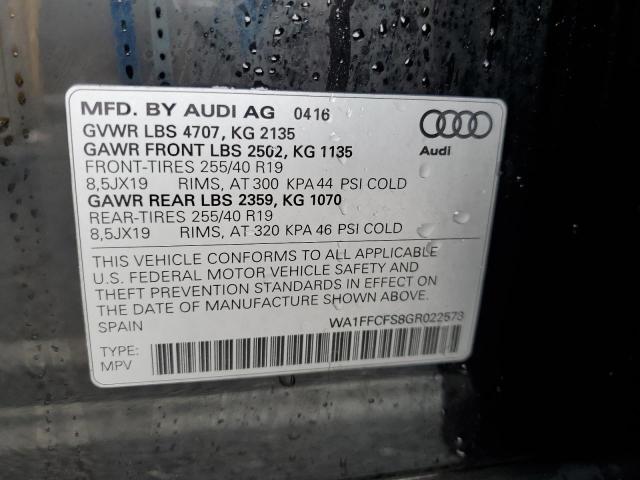 MFD. BY AUDI AG 0416
GVWR LBS 4707, KG 2135
GAWR FRONT LBS 2502, KG 1135
FRONT-TIRES 255/40 R19
8,5JX19 RIMS, AT 300 KPA 44 PSI COLD
GAWR REAR LBS 2359, KG 1070
REAR-TIRES 255/40 R19
8,5JX19 RIMS, AT 320 KPA 46 PSI COLD
Audi
THIS VEHICLE CONFORMS TO ALL APPLICABLE
U.S. FEDERAL MOTOR VEHICLE SAFETY AND
THEFT PREVENTION STANDARDS IN EFFECT ON
THE DATE OF MANUFACTURE SHOWN ABOVE.
SPAIN WA1FFCFS8GR022573
TYPE:
MPV